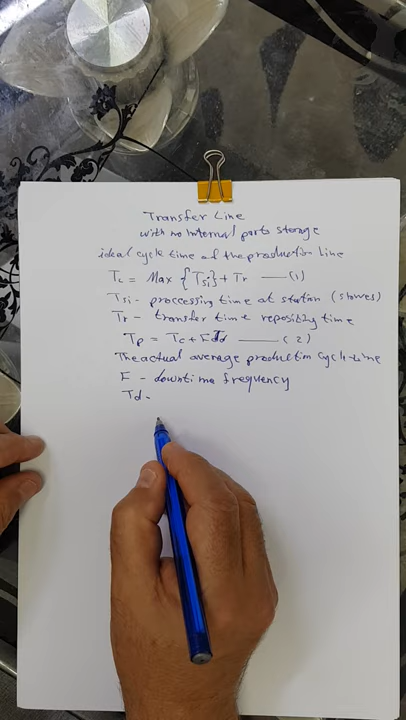 Transfer Line
with no Internal parts storage
ideal cycle time of the production line
Tc = Max {Tsi} + Tr —(1)
Tsi - processing time at station (slowes)
Tr - transfer time repositig time
Tp = Tc + FTd —(2)
The actual average production cycle time
F - downtime frequency
Td -